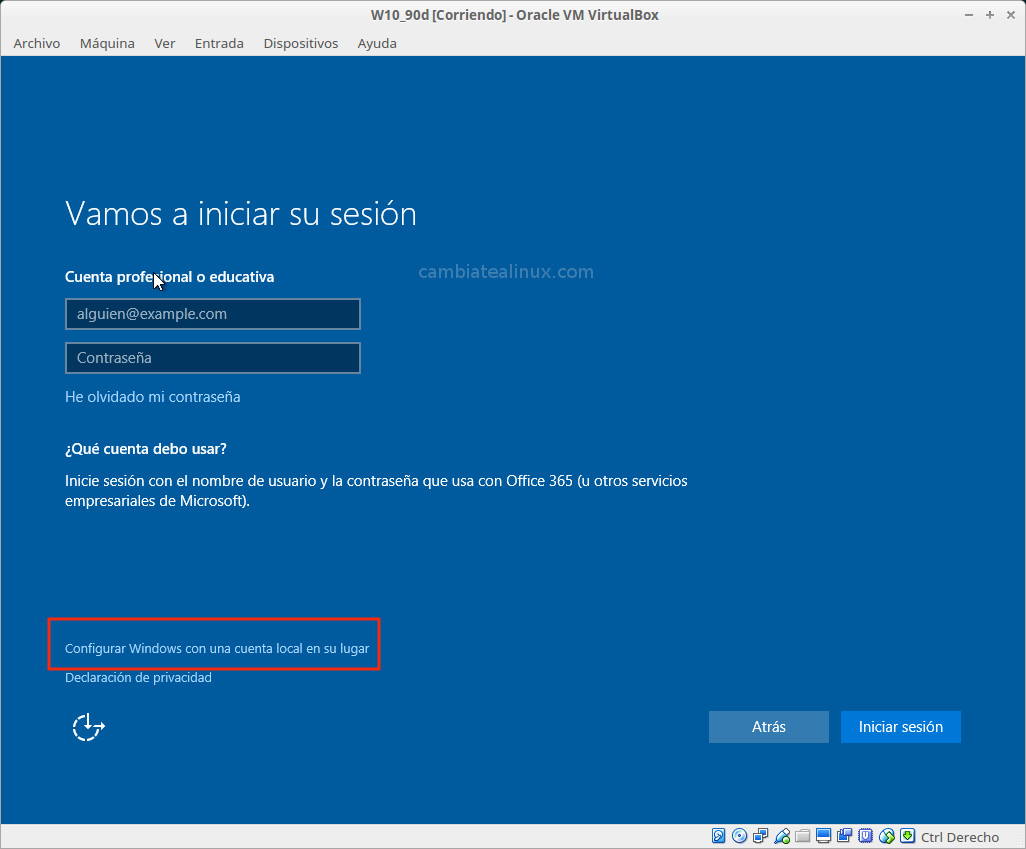 W10_90d [Corriendo] - Oracle VM VirtualBox
Archivo Máquina Ver Entrada Dispositivos Ayuda
Vamos a iniciar su sesión
cambiatealinux.com
Cuenta profesional o educativa
alguien@example.com
Contraseña
He olvidado mi contraseña
¿Qué cuenta debo usar?
Inicie sesión con el nombre de usuario y la contraseña que usa con Office 365 (u otros servicios
empresariales de Microsoft).
Configurar Windows con una cuenta local en su lugar
Declaración de privacidad
Atrás Iniciar sesión
Ctrl Derecho